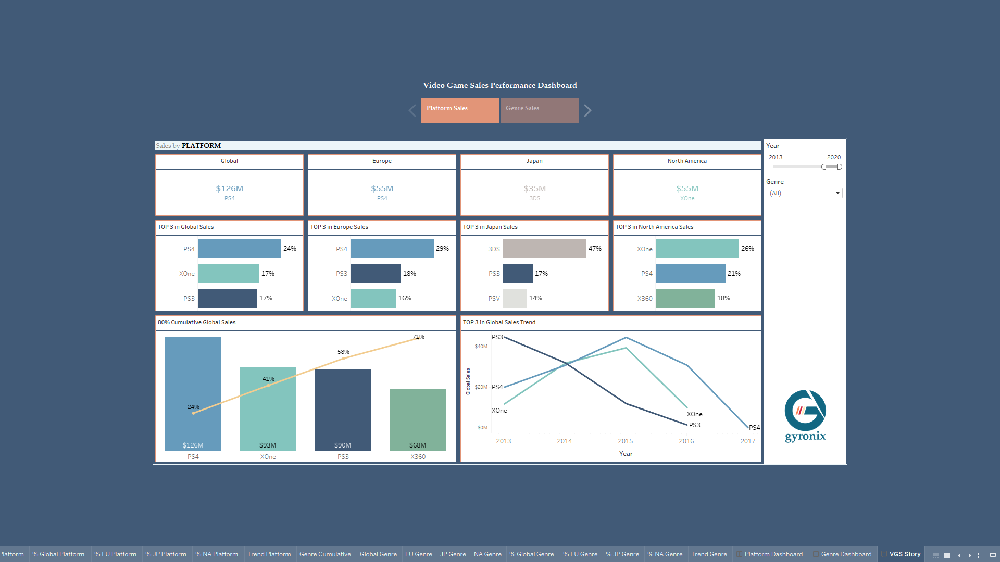 Video Game Sales Performance Dashboard
Platform Sales
Genre Sales
Sales by PLATFORM
Global
$126M
PS4
Europe
$55M
PS4
Japan
$35M
3DS
North America
$55M
XOne
Year
2013 2020
Genre
(All)
TOP 3 in Global Sales
PS4 24%
XOne 17%
PS3 17%
TOP 3 in Europe Sales
PS4 29%
PS3 18%
XOne 16%
TOP 3 in Japan Sales
3DS 47%
PS3 17%
PSV 14%
TOP 3 in North America Sales
XOne 26%
PS4 21%
X360 18%
80% Cumulative Global Sales
71%
58%
41%
24%
$126M $93M $90M $68M
PS4 XOne PS3 X360
TOP 3 in Global Sales Trend
Global Sales
$40M
$20M
$0M
PS3
PS4
XOne
XOne
PS3
PS4
2013 2014 2015 2016 2017
Year
gyronix
Platform % Global Platform % EU Platform % JP Platform % NA Platform Trend Platform Genre Cumulative Global Genre EU Genre JP Genre NA Genre % Global Genre % EU Genre % JP Genre % NA Genre Trend Genre Platform Dashboard Genre Dashboard VGS Story